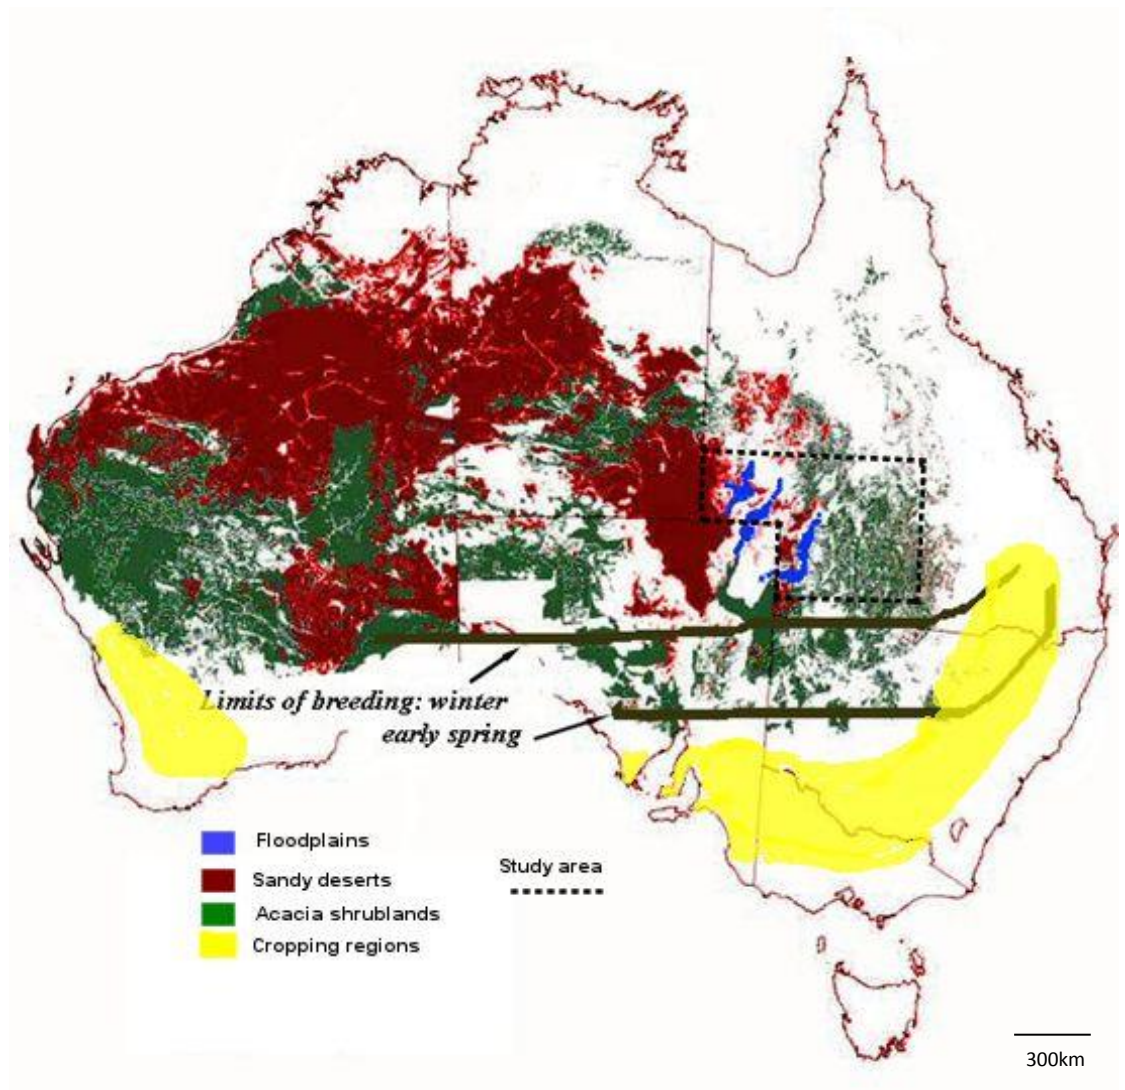 Limits of breeding: winter
early spring
Floodplains
Sandy deserts
Acacia shrublands
Cropping regions
Study area
300km